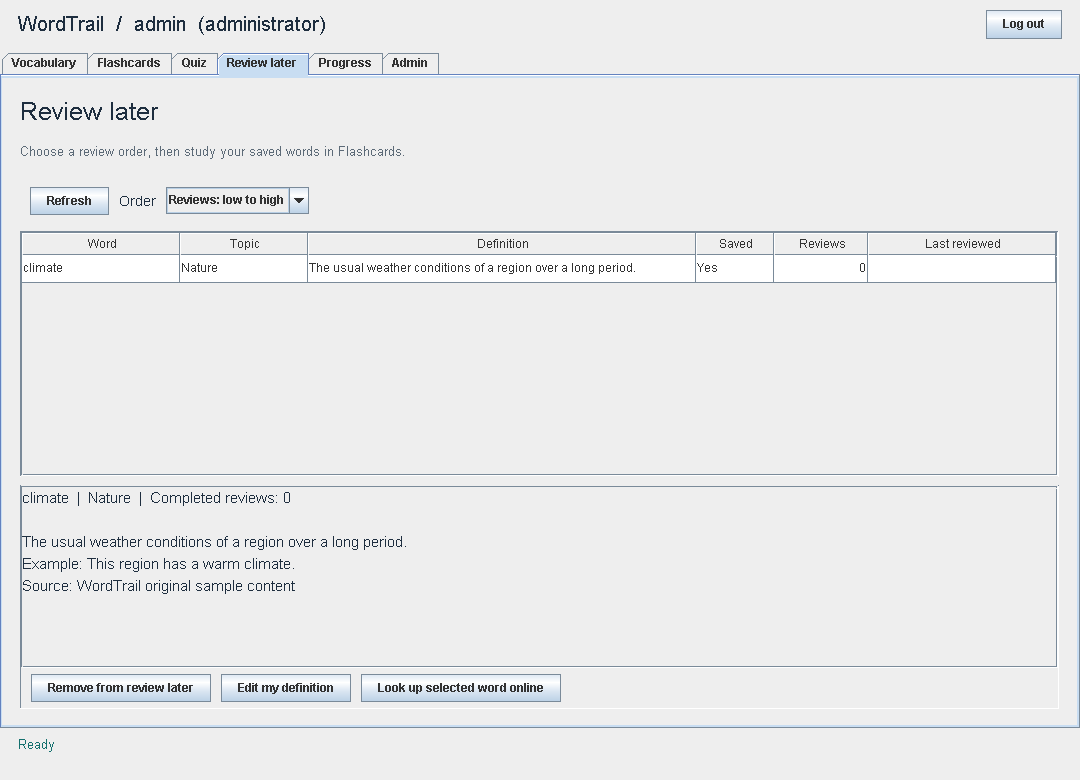 WordTrail / admin (administrator)
Log out
Vocabulary Flashcards Quiz Review later Progress Admin
Review later
Choose a review order, then study your saved words in Flashcards.
Refresh Order Reviews: low to high
Word Topic Definition Saved Reviews Last reviewed
climate Nature The usual weather conditions of a region over a long period. Yes 0
climate | Nature | Completed reviews: 0
The usual weather conditions of a region over a long period.
Example: This region has a warm climate.
Source: WordTrail original sample content
Remove from review later Edit my definition Look up selected word online
Ready